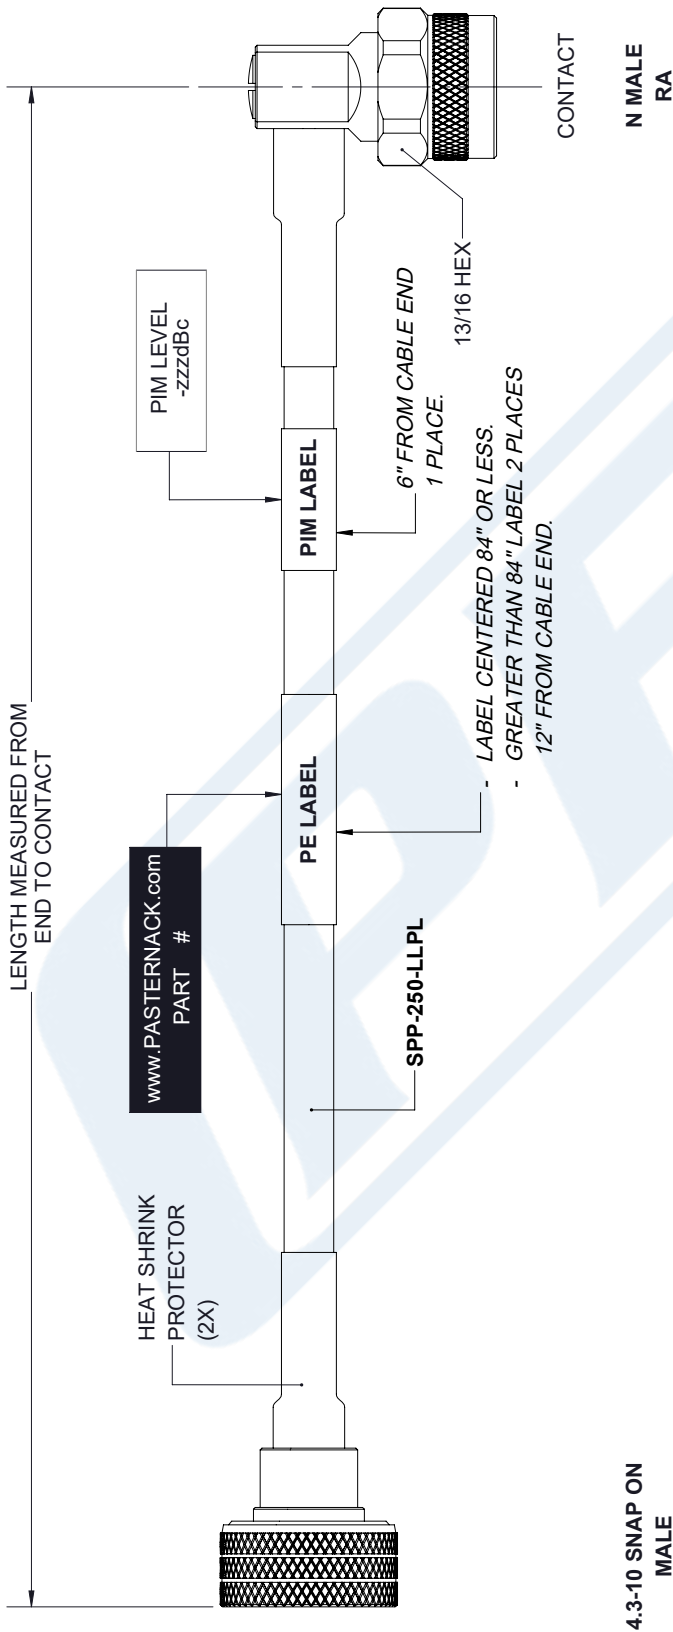 LENGTH MEASURED FROM
END TO CONTACT
www.PASTERNACK.com
PART #
PIM LEVEL
-zzzdBc
HEAT SHRINK
PROTECTOR
(2X)
PE LABEL
PIM LABEL
SPP-250-LLPL
6" FROM CABLE END
1 PLACE.
- LABEL CENTERED 84" OR LESS.
- GREATER THAN 84" LABEL 2 PLACES
12" FROM CABLE END.
13/16 HEX
CONTACT
4.3-10 SNAP ON
MALE
N MALE
RA